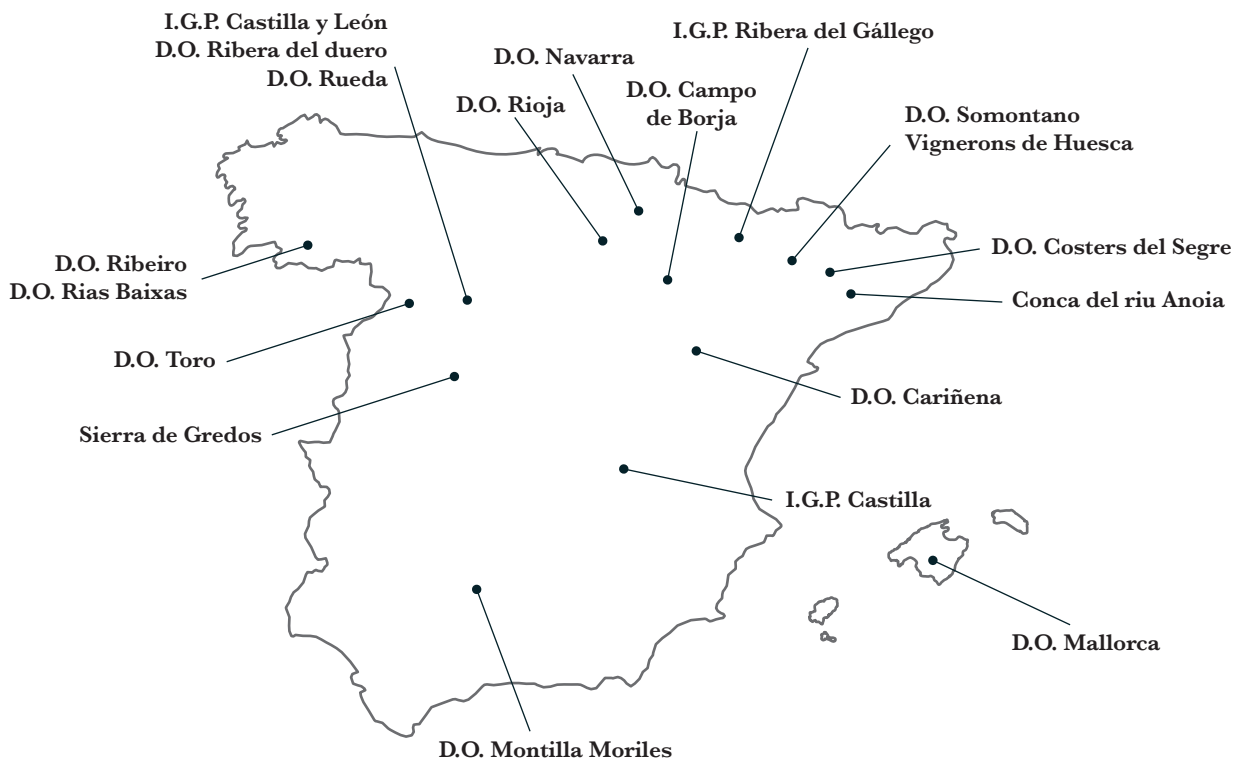 I.G.P. Castilla y León
D.O. Ribera del duero
D.O. Rueda
I.G.P. Ribera del Gállego
D.O. Navarra
D.O. Rioja
D.O. Campo
de Borja
D.O. Somontano
Vignerons de Huesca
D.O. Ribeiro
D.O. Rias Baixas
D.O. Costers del Segre
Conca del riu Anoia
D.O. Toro
D.O. Cariñena
Sierra de Gredos
I.G.P. Castilla
D.O. Mallorca
D.O. Montilla Moriles